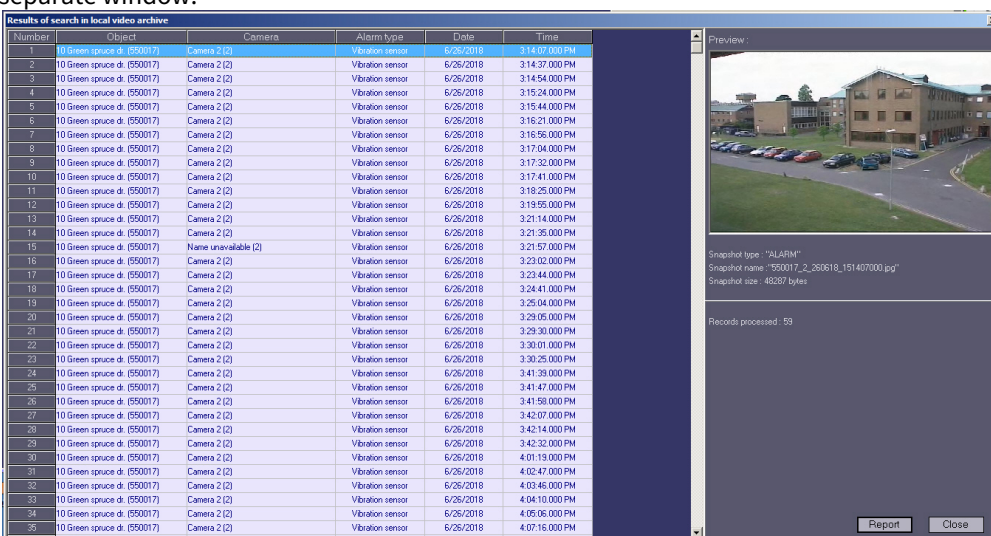 separate window.
Results of search in local video archive
Number Object Camera Alarm type Date Time
1 10 Green spruce dr. (550017) Camera 2 (2) Vibration sensor 6/26/2018 3:14:07.000 PM
2 10 Green spruce dr. (550017) Camera 2 (2) Vibration sensor 6/26/2018 3:14:37.000 PM
3 10 Green spruce dr. (550017) Camera 2 (2) Vibration sensor 6/26/2018 3:14:54.000 PM
4 10 Green spruce dr. (550017) Camera 2 (2) Vibration sensor 6/26/2018 3:15:24.000 PM
5 10 Green spruce dr. (550017) Camera 2 (2) Vibration sensor 6/26/2018 3:15:44.000 PM
6 10 Green spruce dr. (550017) Camera 2 (2) Vibration sensor 6/26/2018 3:16:21.000 PM
7 10 Green spruce dr. (550017) Camera 2 (2) Vibration sensor 6/26/2018 3:16:56.000 PM
8 10 Green spruce dr. (550017) Camera 2 (2) Vibration sensor 6/26/2018 3:17:04.000 PM
9 10 Green spruce dr. (550017) Camera 2 (2) Vibration sensor 6/26/2018 3:17:32.000 PM
10 10 Green spruce dr. (550017) Camera 2 (2) Vibration sensor 6/26/2018 3:17:41.000 PM
11 10 Green spruce dr. (550017) Camera 2 (2) Vibration sensor 6/26/2018 3:18:25.000 PM
12 10 Green spruce dr. (550017) Camera 2 (2) Vibration sensor 6/26/2018 3:19:55.000 PM
13 10 Green spruce dr. (550017) Camera 2 (2) Vibration sensor 6/26/2018 3:21:14.000 PM
14 10 Green spruce dr. (550017) Camera 2 (2) Vibration sensor 6/26/2018 3:21:35.000 PM
15 10 Green spruce dr. (550017) Name unavailable (2) Vibration sensor 6/26/2018 3:21:57.000 PM
16 10 Green spruce dr. (550017) Camera 2 (2) Vibration sensor 6/26/2018 3:23:02.000 PM
17 10 Green spruce dr. (550017) Camera 2 (2) Vibration sensor 6/26/2018 3:23:44.000 PM
18 10 Green spruce dr. (550017) Camera 2 (2) Vibration sensor 6/26/2018 3:24:41.000 PM
19 10 Green spruce dr. (550017) Camera 2 (2) Vibration sensor 6/26/2018 3:25:04.000 PM
20 10 Green spruce dr. (550017) Camera 2 (2) Vibration sensor 6/26/2018 3:29:05.000 PM
21 10 Green spruce dr. (550017) Camera 2 (2) Vibration sensor 6/26/2018 3:29:30.000 PM
22 10 Green spruce dr. (550017) Camera 2 (2) Vibration sensor 6/26/2018 3:30:01.000 PM
23 10 Green spruce dr. (550017) Camera 2 (2) Vibration sensor 6/26/2018 3:30:25.000 PM
24 10 Green spruce dr. (550017) Camera 2 (2) Vibration sensor 6/26/2018 3:41:39.000 PM
25 10 Green spruce dr. (550017) Camera 2 (2) Vibration sensor 6/26/2018 3:41:47.000 PM
26 10 Green spruce dr. (550017) Camera 2 (2) Vibration sensor 6/26/2018 3:41:58.000 PM
27 10 Green spruce dr. (550017) Camera 2 (2) Vibration sensor 6/26/2018 3:42:07.000 PM
28 10 Green spruce dr. (550017) Camera 2 (2) Vibration sensor 6/26/2018 3:42:14.000 PM
29 10 Green spruce dr. (550017) Camera 2 (2) Vibration sensor 6/26/2018 3:42:32.000 PM
30 10 Green spruce dr. (550017) Camera 2 (2) Vibration sensor 6/26/2018 4:01:19.000 PM
31 10 Green spruce dr. (550017) Camera 2 (2) Vibration sensor 6/26/2018 4:02:47.000 PM
32 10 Green spruce dr. (550017) Camera 2 (2) Vibration sensor 6/26/2018 4:03:46.000 PM
33 10 Green spruce dr. (550017) Camera 2 (2) Vibration sensor 6/26/2018 4:04:10.000 PM
34 10 Green spruce dr. (550017) Camera 2 (2) Vibration sensor 6/26/2018 4:05:06.000 PM
35 10 Green spruce dr. (550017) Camera 2 (2) Vibration sensor 6/26/2018 4:07:16.000 PM
Preview :
Snapshot type : "ALARM"
Snapshot name :"550017_2_260618_151407000.jpg"
Snapshot size : 48287 bytes
Records processed : 59
Report Close